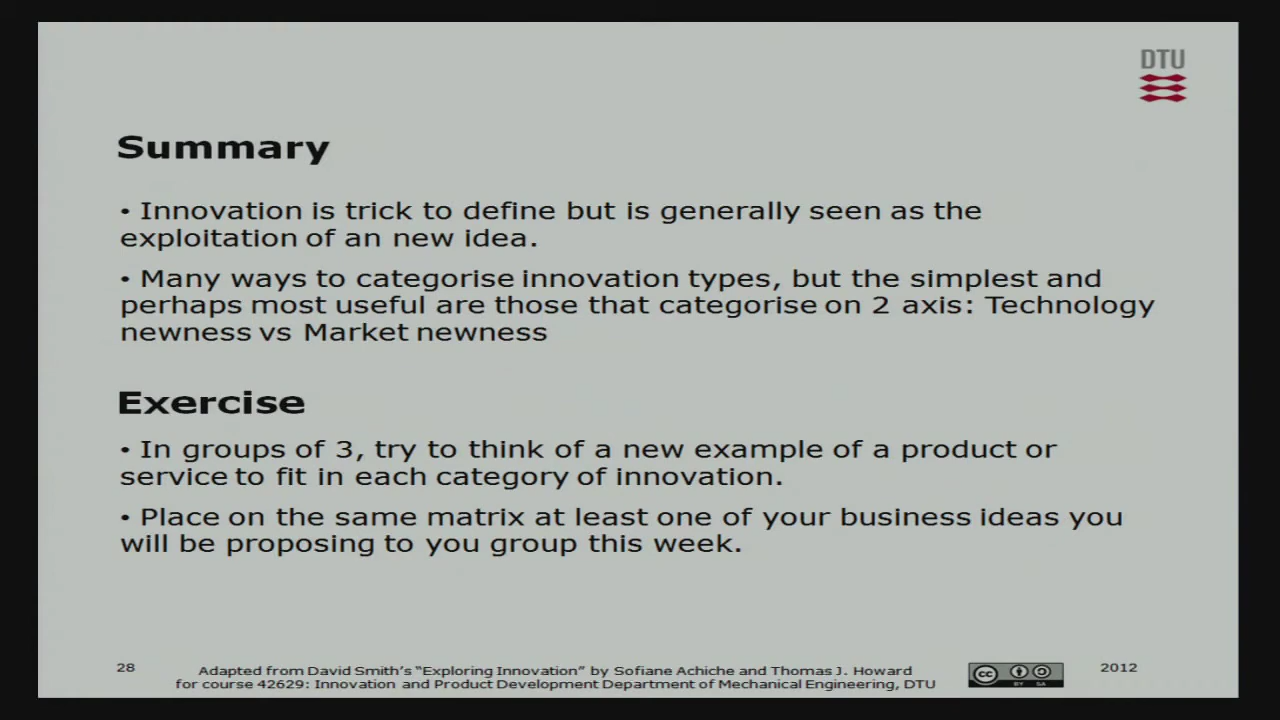 DTU
Summary
• Innovation is trick to define but is generally seen as the
exploitation of an new idea.
• Many ways to categorise innovation types, but the simplest and
perhaps most useful are those that categorise on 2 axis: Technology
newness vs Market newness
Exercise
• In groups of 3, try to think of a new example of a product or
service to fit in each category of innovation.
• Place on the same matrix at least one of your business ideas you
will be proposing to you group this week.
28
Adapted from David Smith's "Exploring Innovation" by Sofiane Achiche and Thomas J. Howard
for course 42629: Innovation and Product Development Department of Mechanical Engineering, DTU
cc
BY SA
2012